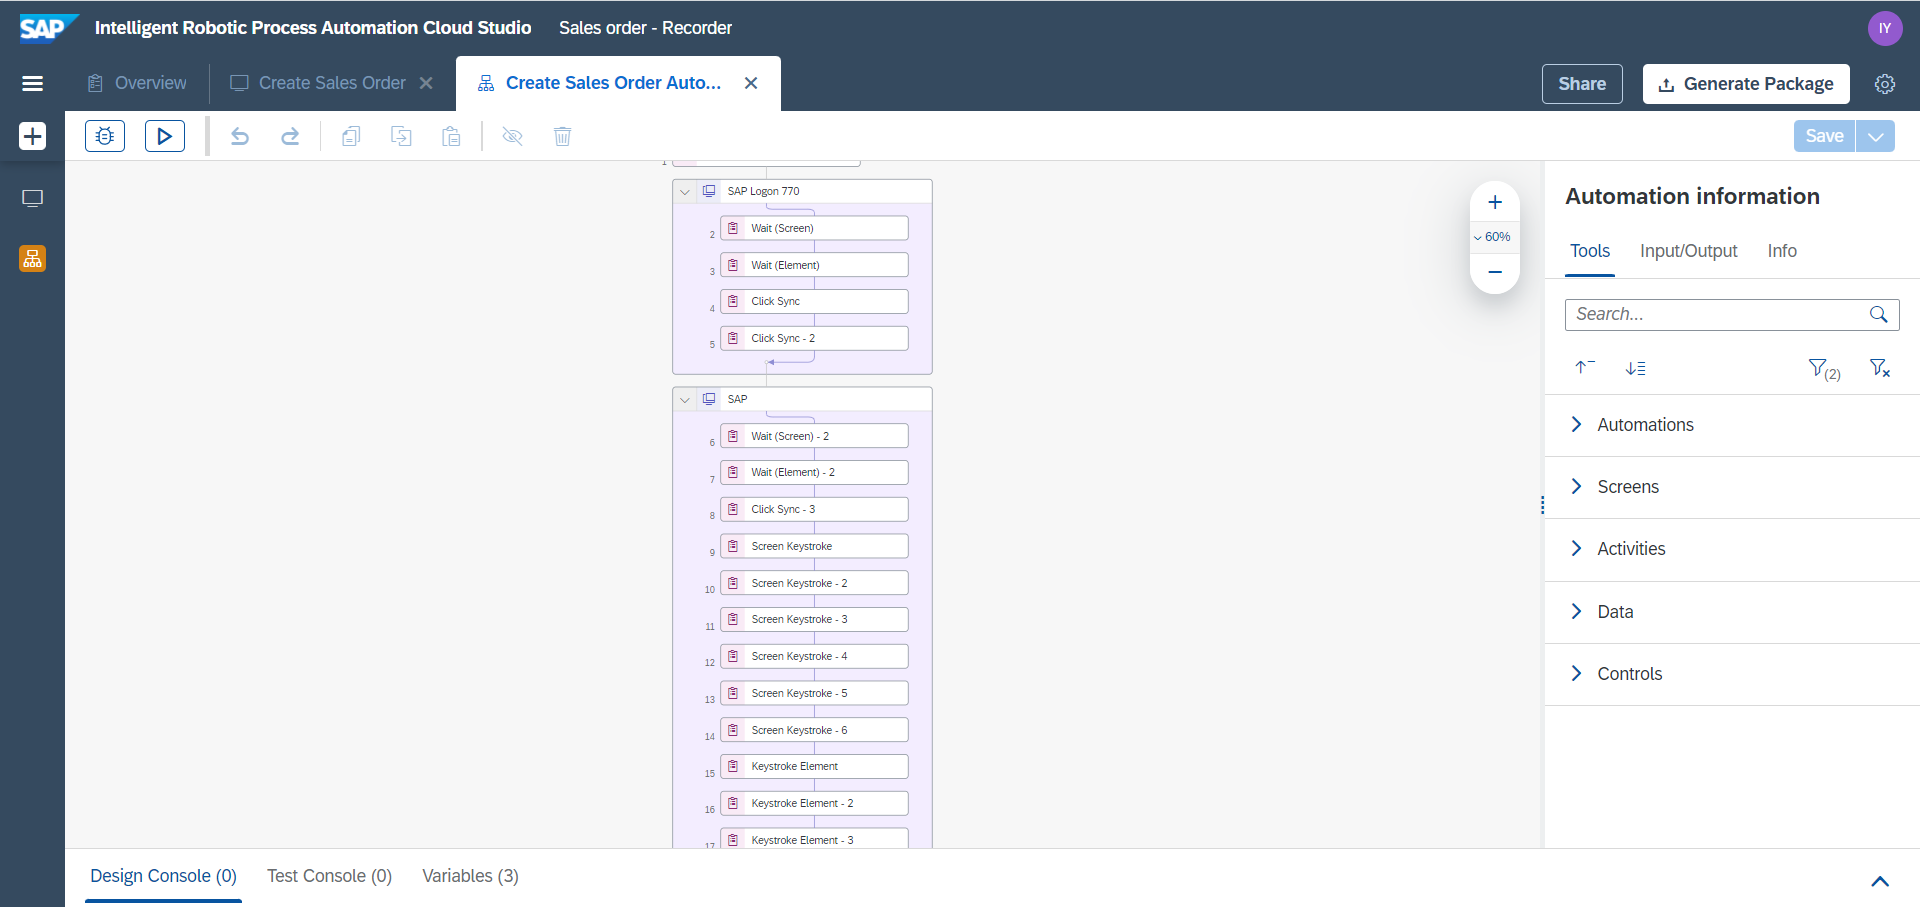 SAP Intelligent Robotic Process Automation Cloud Studio Sales order - Recorder IY
Overview Create Sales Order Create Sales Order Auto... Share Generate Package
Save
1
SAP Logon 770
2 Wait (Screen)
3 Wait (Element)
4 Click Sync
5 Click Sync - 2
SAP
6 Wait (Screen) - 2
7 Wait (Element) - 2
8 Click Sync - 3
9 Screen Keystroke
10 Screen Keystroke - 2
11 Screen Keystroke - 3
12 Screen Keystroke - 4
13 Screen Keystroke - 5
14 Screen Keystroke - 6
15 Keystroke Element
16 Keystroke Element - 2
17 Keystroke Element - 3
60%
Automation information
Tools Input/Output Info
Search...
(2)
Automations
Screens
Activities
Data
Controls
Design Console (0) Test Console (0) Variables (3)